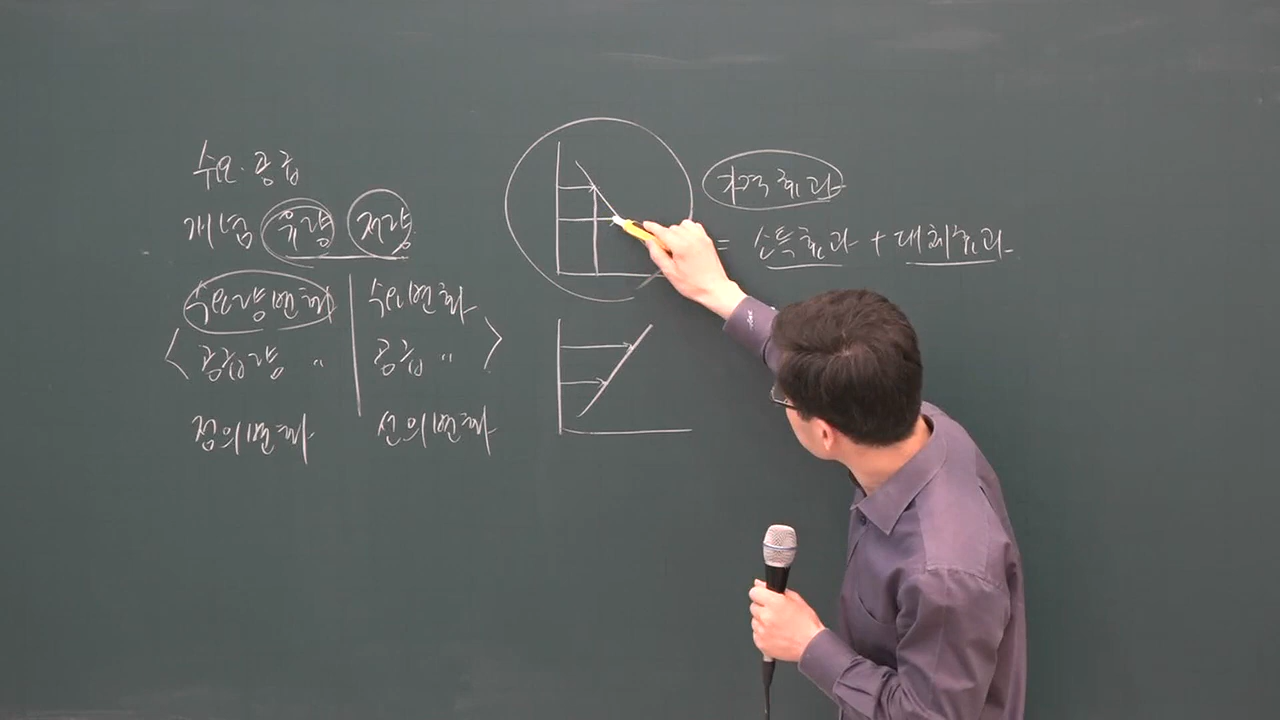 수요·공급
개념 유량 저량
수요량변화 수요변화
공급량 〃 공급 〃
점의변화 선의변화
가격효과
= 소득효과 + 대체효과